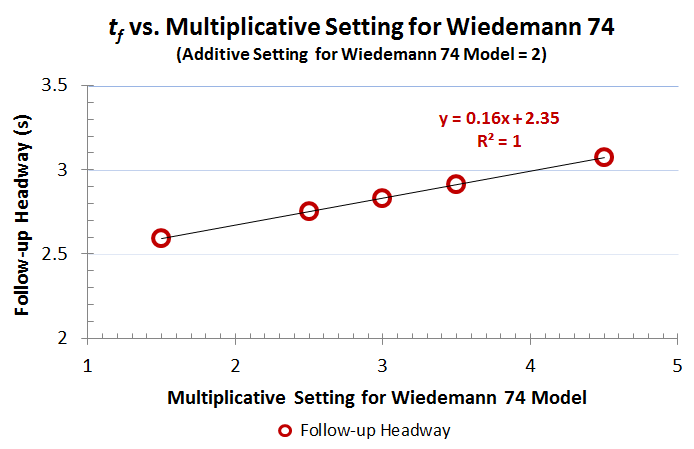 t_f vs. Multiplicative Setting for Wiedemann 74
(Additive Setting for Wiedemann 74 Model = 2)
3.5
y = 0.16x + 2.35
R² = 1
3
2.5
2
Follow-up Headway (s)
1 2 3 4 5
Multiplicative Setting for Wiedemann 74 Model
Follow-up Headway